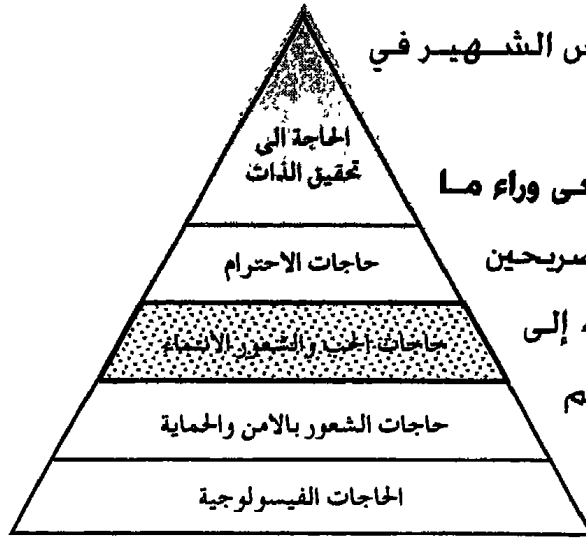 الشهير في
وراء ما
صريحين
إلى
الحاجة الى
تحقيق الذات
حاجات الاحترام
حاجات الحب والشعور الانتماء
حاجات الشعور بالامن والحماية
الحاجات الفيسولوجية